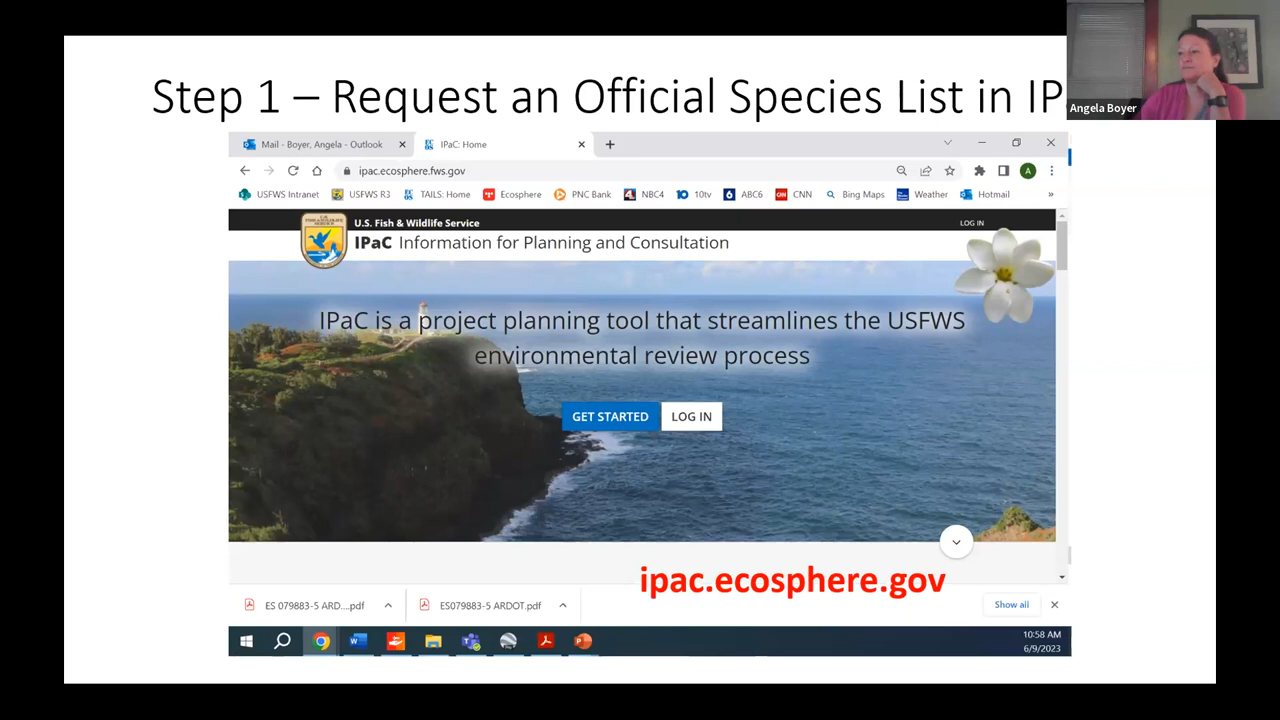 Step 1 – Request an Official Species List in IP
Angela Boyer
Mail - Boyer, Angela - Outlook
IPaC: Home
ipac.ecosphere.fws.gov
A
USFWS Intranet USFWS R3 TAILS: Home Ecosphere PNC Bank NBC4 10tv ABC6 CNN Bing Maps Weather Hotmail »
U.S. Fish & Wildlife Service
LOG IN
IPaC Information for Planning and Consultation
IPaC is a project planning tool that streamlines the USFWS
environmental review process
GET STARTED
LOG IN
ipac.ecosphere.gov
ES 079883-5 ARD....pdf
ES079883-5 ARDOT.pdf
Show all
10:58 AM
6/9/2023